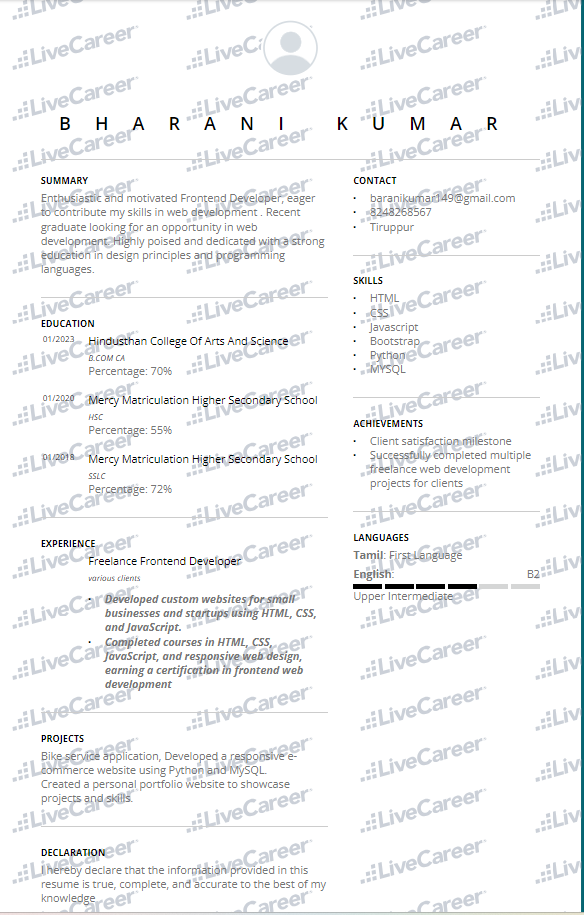 BHARANI KUMAR
SUMMARY
Enthusiastic and motivated Frontend Developer, eager
to contribute my skills in web development . Recent
graduate looking for an opportunity in web
development. Highly poised and dedicated with a strong
education in design principles and programming
languages.
EDUCATION
01/2023 Hindusthan College Of Arts And Science
B.COM CA
Percentage: 70%
01/2020 Mercy Matriculation Higher Secondary School
HSC
Percentage: 55%
01/2018 Mercy Matriculation Higher Secondary School
SSLC
Percentage: 72%
EXPERIENCE
Freelance Frontend Developer
various clients
• Developed custom websites for small
businesses and startups using HTML, CSS,
and JavaScript.
• Completed courses in HTML, CSS,
JavaScript, and responsive web design,
earning a certification in frontend web
development
PROJECTS
Bike service application, Developed a responsive e-
commerce website using Python and MySQL.
Created a personal portfolio website to showcase
projects and skills.
DECLARATION
I hereby declare that the information provided in this
resume is true, complete, and accurate to the best of my
knowledge
CONTACT
• baranikumar149@gmail.com
• 8248268567
• Tiruppur
SKILLS
• HTML
• CSS
• Javascript
• Bootstrap
• Python
• MYSQL
ACHIEVEMENTS
• Client satisfaction milestone
• Successfully completed multiple
freelance web development
projects for clients
LANGUAGES
Tamil: First Language
English: B2
Upper Intermediate
LiveCareer